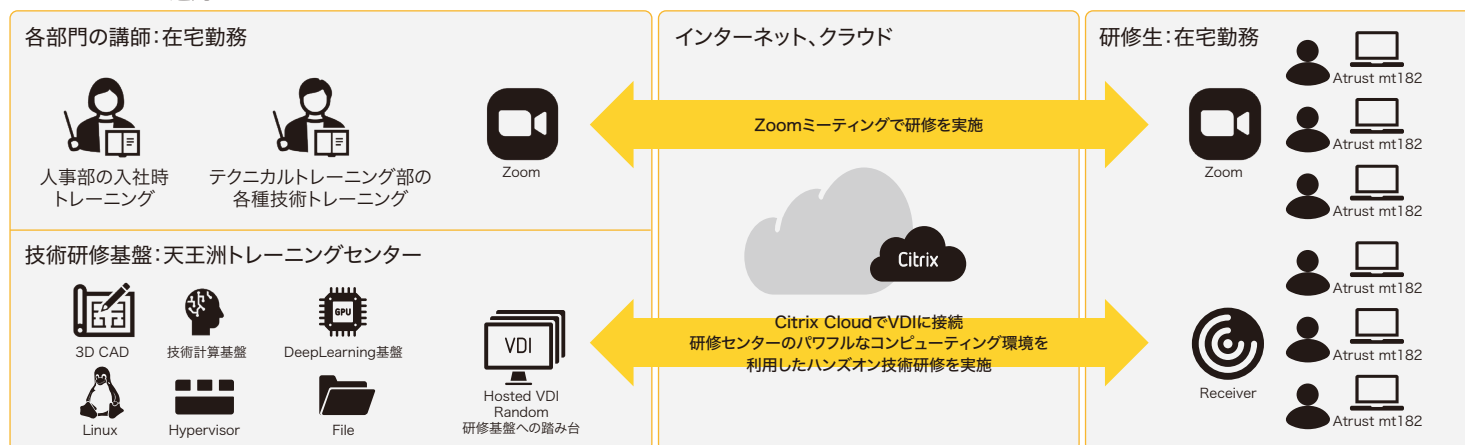 各部門の講師：在宅勤務
人事部の入社時
トレーニング
テクニカルトレーニング部の
各種技術トレーニング
Zoom
技術研修基盤：天王洲トレーニングセンター
3D CAD
技術計算基盤
GPU
DeepLearning基盤
Linux
Hypervisor
File
VDI
Hosted VDI
Random
研修基盤への踏み台
インターネット、クラウド
Zoomミーティングで研修を実施
Citrix
Citrix CloudでVDIに接続
研修センターのパワフルなコンピューティング環境を
利用したハンズオン技術研修を実施
研修生：在宅勤務
Zoom
Receiver
Atrust mt182
Atrust mt182
Atrust mt182
Atrust mt182
Atrust mt182
Atrust mt182